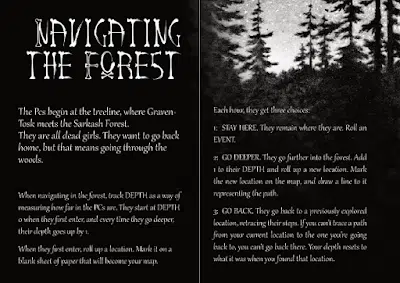 NAVIGATING
THE FOREST
The Pcs begin at the treeline, where Graven-
Tosk meets the Sarkash Forest.
They are all dead girls. They want to go back
home, but that means going through the
woods.
When navigating in the forest, track DEPTH as a way of
measuring how far in the PCs are. They start at DEPTH
0 when they first enter, and every time they go deeper,
their depth goes up by 1.
When they first enter, roll up a location. Mark it on a
blank sheet of paper that will become your map.
Each hour, they get three choices:
1: STAY HERE. They remain where they are. Roll an
EVENT.
2: GO DEEPER. They go further into the forest. Add
1 to their DEPTH and roll up a new location. Mark
the new location on the map, and draw a line to it
representing the path.
3: GO BACK. They go back to a previously explored
location, retracing their steps. If you can't trace a path
from your current location to the one you're going
back to, you can't go back there. Your depth resets to
what it was when you found that location.